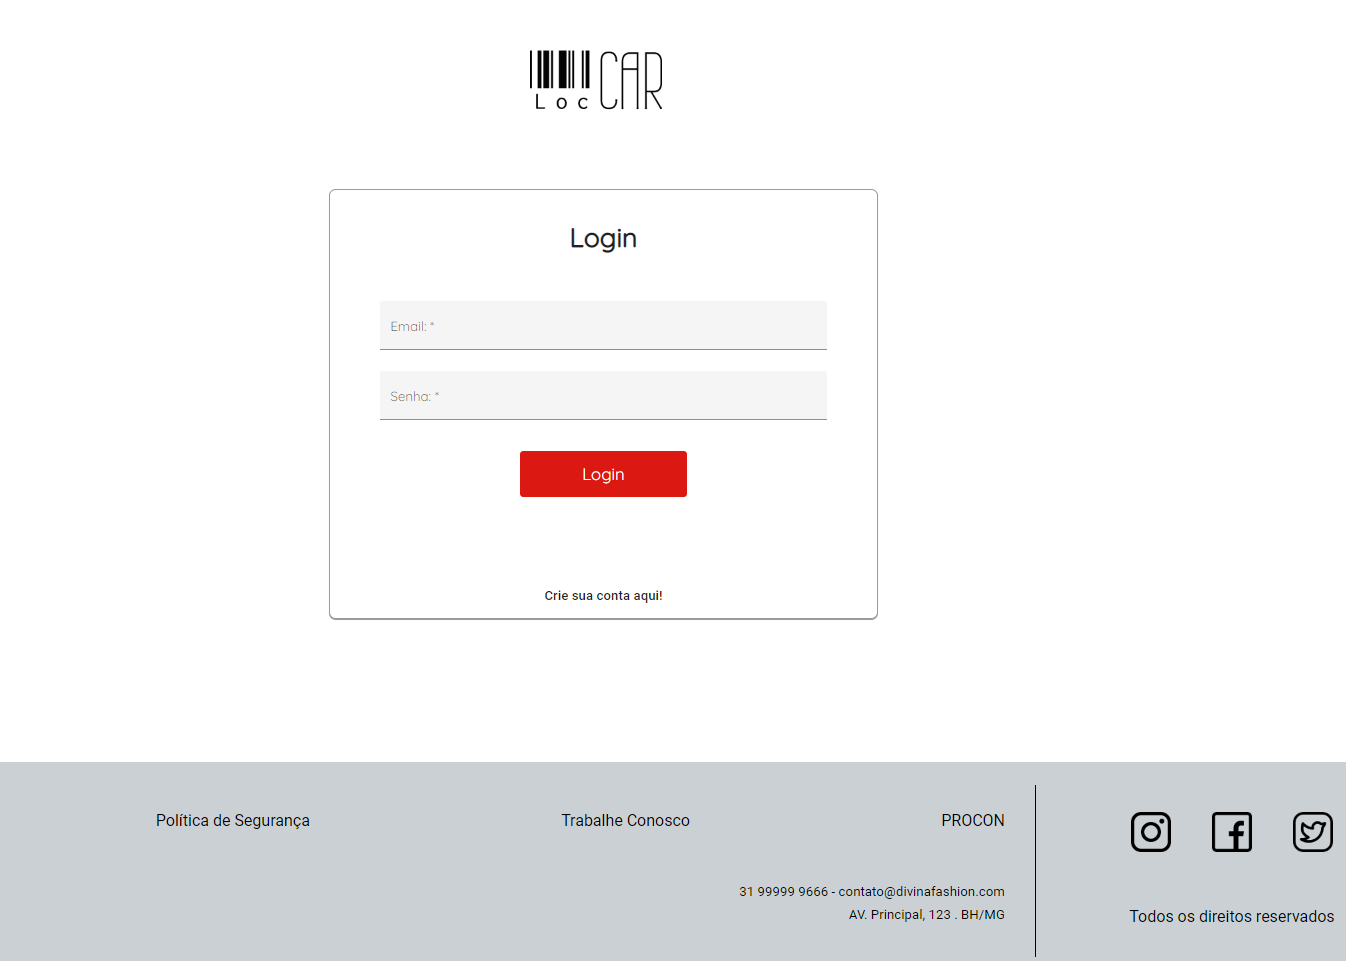 Loc CAR
Login
Email: *
Senha: *
Login
Crie sua conta aqui!
Política de Segurança
Trabalhe Conosco
PROCON
31 99999 9666 - contato@divinafashion.com
AV. Principal, 123 . BH/MG
Todos os direitos reservados